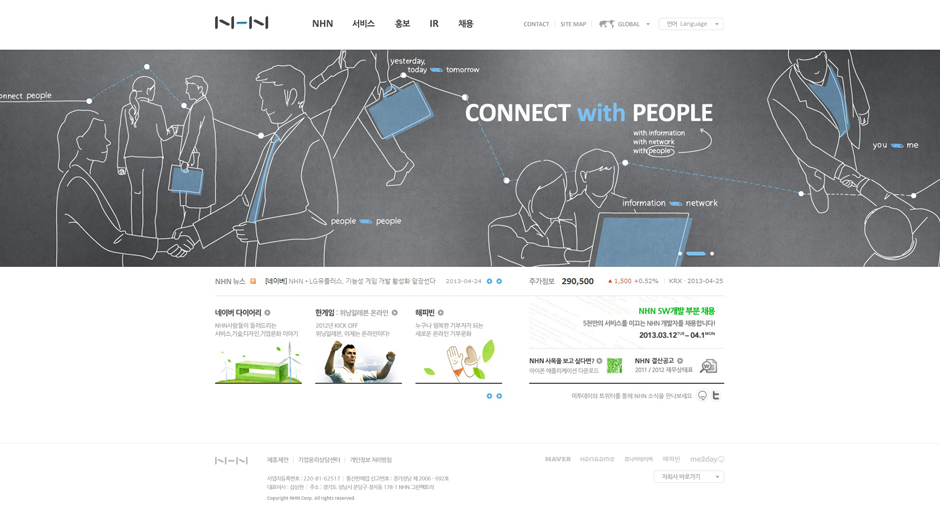 N-N
NHN 서비스 홍보 IR 채용
CONTACT SITE MAP GLOBAL 언어 Language
onnect people
yesterday,
today tomorrow
CONNECT with PEOPLE
with information
with network
with people
you me
information network
people people
NHN 뉴스 [네이버] NHN • LG유플러스, 기능성 게임 개발 활성화 앞장선다 2013-04-24
주가정보 290,500 ▲ 1,500 +0.52% KRX · 2013-04-25
네이버 다이어리
NHN사람들이 들려드리는
서비스,기술,디자인,기업문화 이야기
한게임 : 위닝일레븐 온라인
2012년 KICK OFF
위닝일레븐, 이제는 온라인이다!
해피빈
누구나 행복한 기부자가 되는
새로운 온라인 기부문화
NHN SW개발 부문 채용
5천만의 서비스를 이끄는 NHN 개발자를 채용합니다!
2013.03.12TUE – 04.1MON
NHN 사옥을 보고 싶다면?
아이폰 애플리케이션 다운로드
NHN 결산공고
2011 / 2012 재무상태표
미투데이와 트위터를 통해 NHN 소식을 만나보세요
N-N
제휴제안 기업윤리상담센터 개인정보 처리방침
NAVER Hangame 쥬니어네이버 해피빈 me2day
자회사 바로가기
사업자등록번호 : 220-81-62517 통신판매업 신고번호 : 경기성남 제 2006 - 692호
대표이사 : 김상헌 주소 : 경기도 성남시 분당구 정자동 178-1 NHN 그린팩토리
Copyright NHN Corp. All rights reserved.